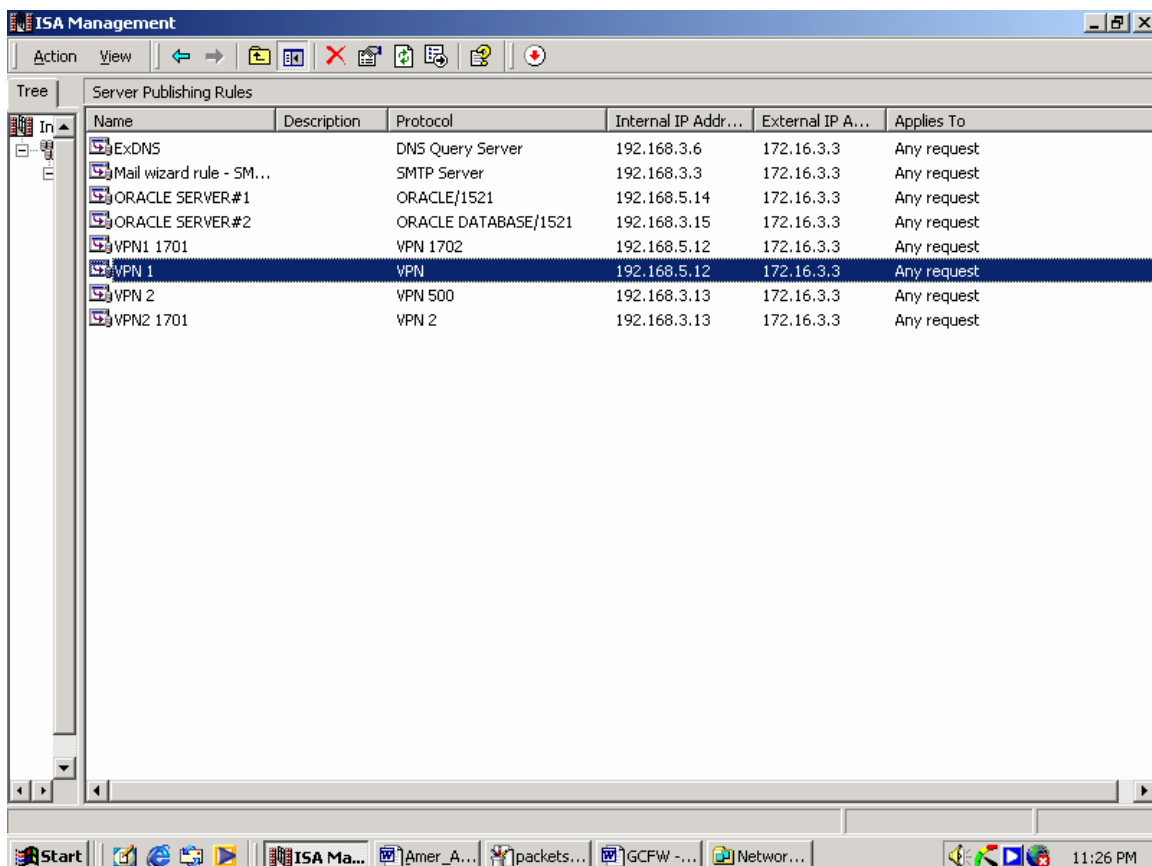 ISA Management
Action View
Tree
Server Publishing Rules
In
Name Description Protocol Internal IP Addr... External IP A... Applies To
ExDNS DNS Query Server 192.168.3.6 172.16.3.3 Any request
Mail wizard rule - SM... SMTP Server 192.168.3.3 172.16.3.3 Any request
ORACLE SERVER#1 ORACLE/1521 192.168.5.14 172.16.3.3 Any request
ORACLE SERVER#2 ORACLE DATABASE/1521 192.168.3.15 172.16.3.3 Any request
VPN1 1701 VPN 1702 192.168.5.12 172.16.3.3 Any request
VPN 1 VPN 192.168.5.12 172.16.3.3 Any request
VPN 2 VPN 500 192.168.3.13 172.16.3.3 Any request
VPN2 1701 VPN 2 192.168.3.13 172.16.3.3 Any request
Start ISA Ma... Amer_A... packets... GCFW -... Networ... 11:26 PM